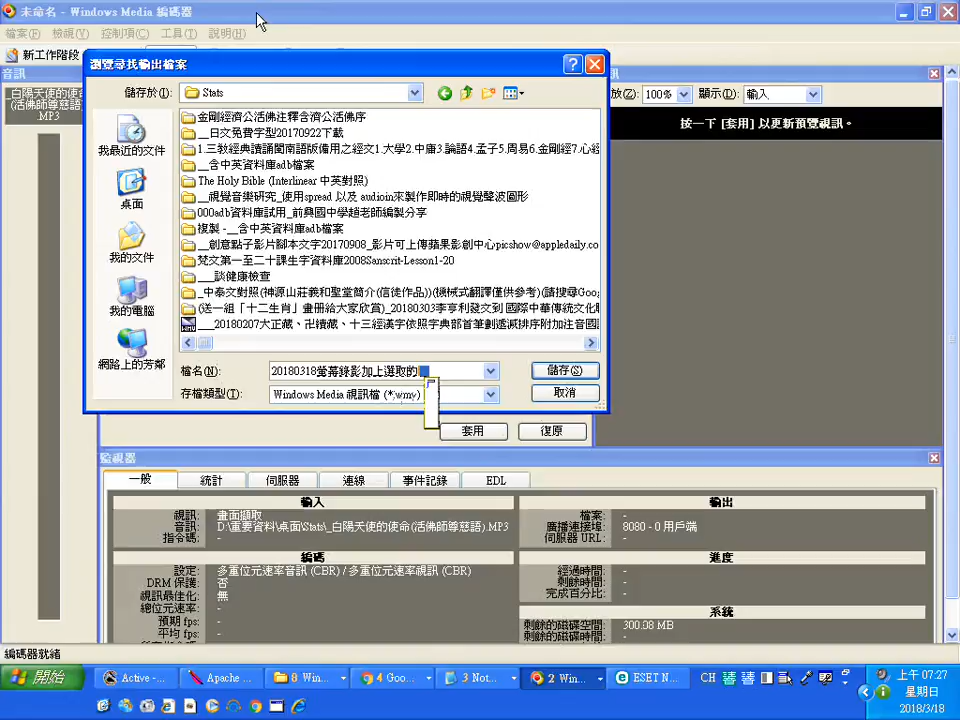 未命名 - Windows Media 編碼器
檔案(F) 檢視(V) 控制項(C) 工具(T) 說明(H)
新工作階段
音訊
白陽天使的使命
(活佛師尊慈語)
.MP3
瀏覽尋找輸出檔案
儲存於(I): Stats
我最近的文件
桌面
我的文件
我的電腦
網路上的芳鄰
金剛經濟公活佛注釋含濟公活佛序
__日文免費字型20170922下載
1.三教經典讀誦閩南語版備用之經文1.大學2.中庸3.論語4.孟子5.周易6.金剛經7.心經
__含中英資料庫adb檔案
The Holy Bible (Interlinear 中英對照)
__視覺音樂研究_使用spread 以及 audioin來製作即時的視覺聲波圖形
000adb資料庫試用_前興國中學趙老師編製分享
複製 -__含中英資料庫adb檔案
__創意點子影片腳本文字20170908_影片可上傳蘋果影創中心picshow@appledaily.co
梵文第一至二十課生字資料庫2008Sanscrit-Lesson1-20
___談健康檢查
_中泰文對照(神源山莊義和聖堂簡介(信徒作品))(機械式翻譯僅供參考)(請搜尋Goo
(送一組「十二生肖」畫冊給大家欣賞)_20180303李亨利發交到 國際中華傳統文化
___20180207大正藏、卍續藏、十三經漢字依照字典部首筆劃遞減排序附加注音國
檔名(N): 20180318螢幕錄影加上選取的
儲存(S)
存檔類型(T): Windows Media 視訊檔 (*.wmv)
取消
訊
放(Z): 100% 顯示(D): 輸入
按一下 [套用] 以更新預覽視訊。
套用 復原
監視器
一般 統計 伺服器 連線 事件記錄 EDL
輸入
視訊: 畫面擷取
音訊: D:\重要資料\桌面\Stats\_白陽天使的使命(活佛師尊慈語).MP3
指令碼: -
輸出
檔案: -
廣播連接埠: 8080 - 0 用戶端
伺服器 URL: -
編碼
設定: 多重位元速率音訊 (CBR) / 多重位元速率視訊 (CBR)
DRM 保護: 否
視訊最佳化: 無
總位元速率: -
預期 fps: -
平均 fps: -
進度
經過時間: -
剩餘時間: -
完成百分比: -
系統
剩餘的磁碟空間: 300.08 MB
剩餘的磁碟時間: -
編碼器就緒
開始
Active -...
Apache ...
8 Win...
4 Goo...
3 Not...
2 Win...
ESET N...
CH
上午 07:27
星期日
2018/3/18